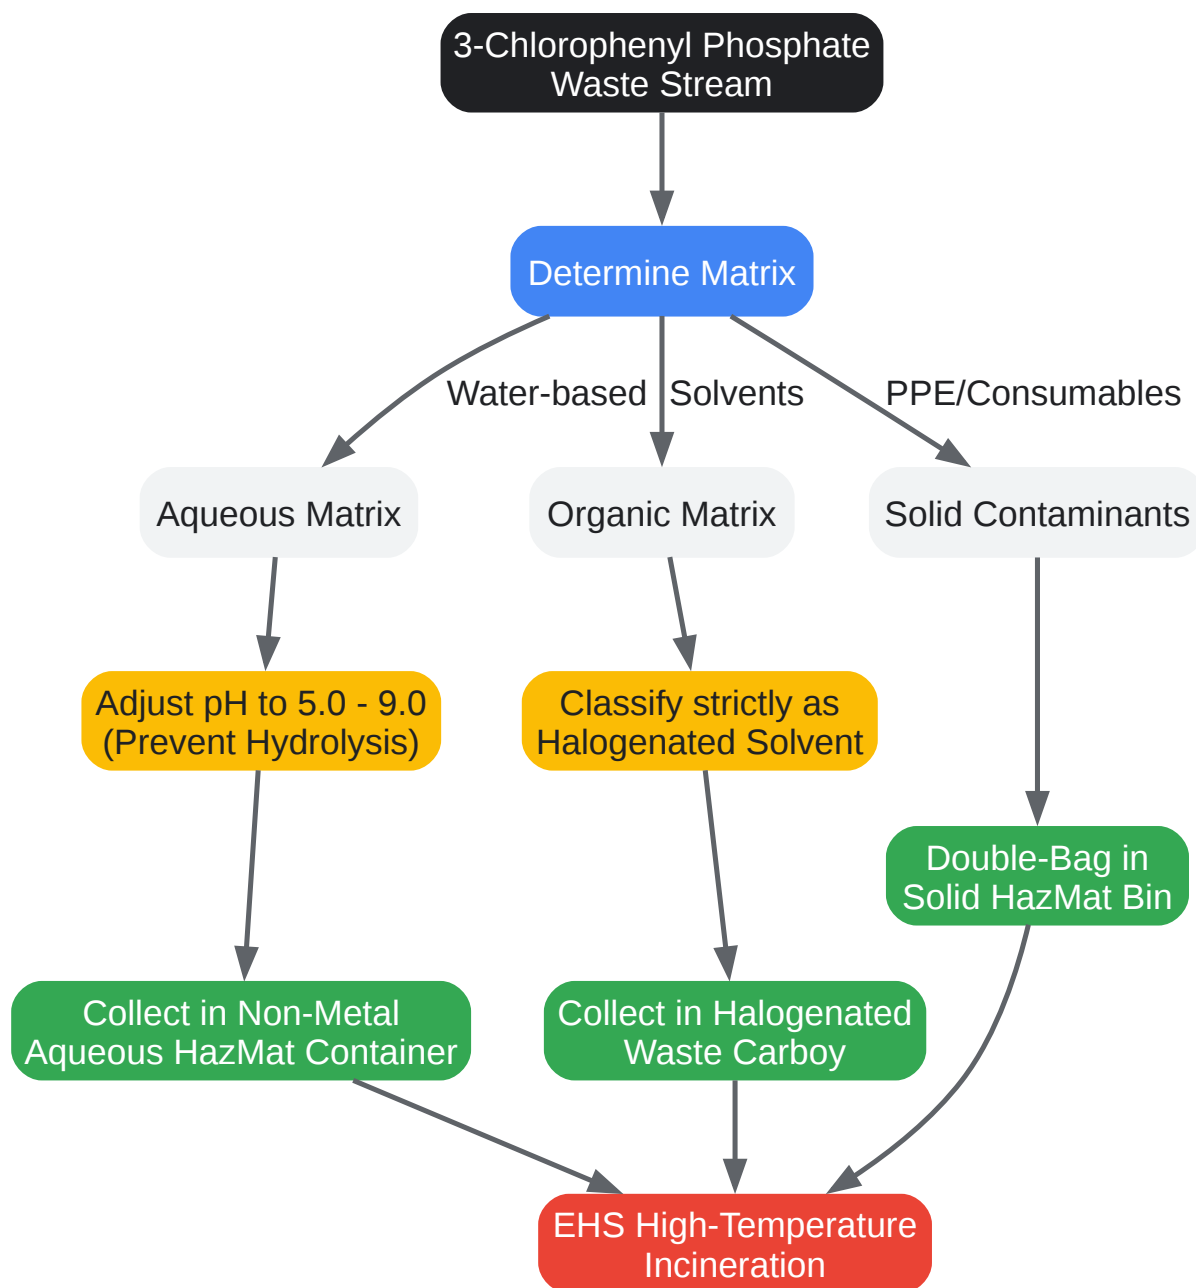 3-Chlorophenyl Phosphate
Waste Stream
Determine Matrix
Water-based
Solvents
PPE/Consumables
Aqueous Matrix
Organic Matrix
Solid Contaminants
Adjust pH to 5.0 - 9.0
(Prevent Hydrolysis)
Classify strictly as
Halogenated Solvent
Double-Bag in
Solid HazMat Bin
Collect in Non-Metal
Aqueous HazMat Container
Collect in Halogenated
Waste Carboy
EHS High-Temperature
Incineration